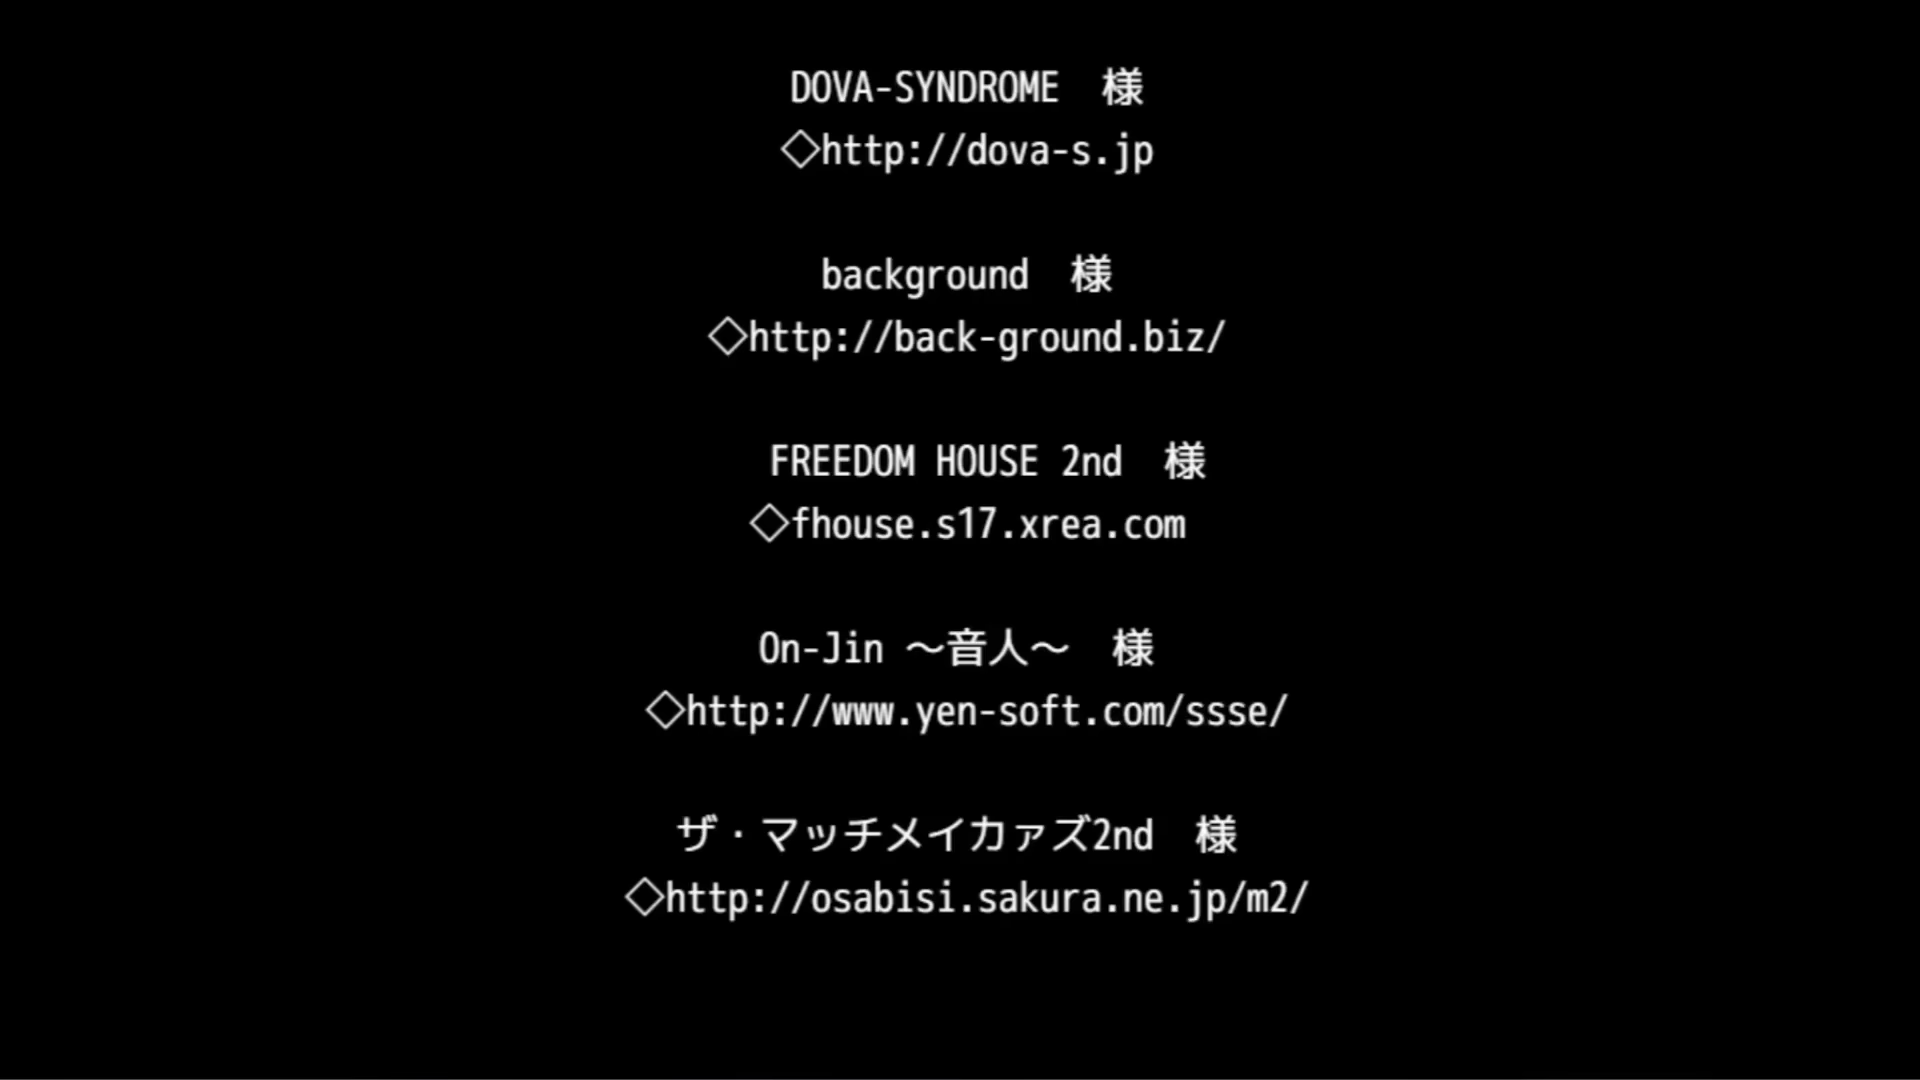 DOVA-SYNDROME　様
◇http://dova-s.jp
background　様
◇http://back-ground.biz/
FREEDOM HOUSE 2nd　様
◇fhouse.s17.xrea.com
On-Jin ～音人～　様
◇http://www.yen-soft.com/ssse/
ザ・マッチメイカァズ2nd　様
◇http://osabisi.sakura.ne.jp/m2/